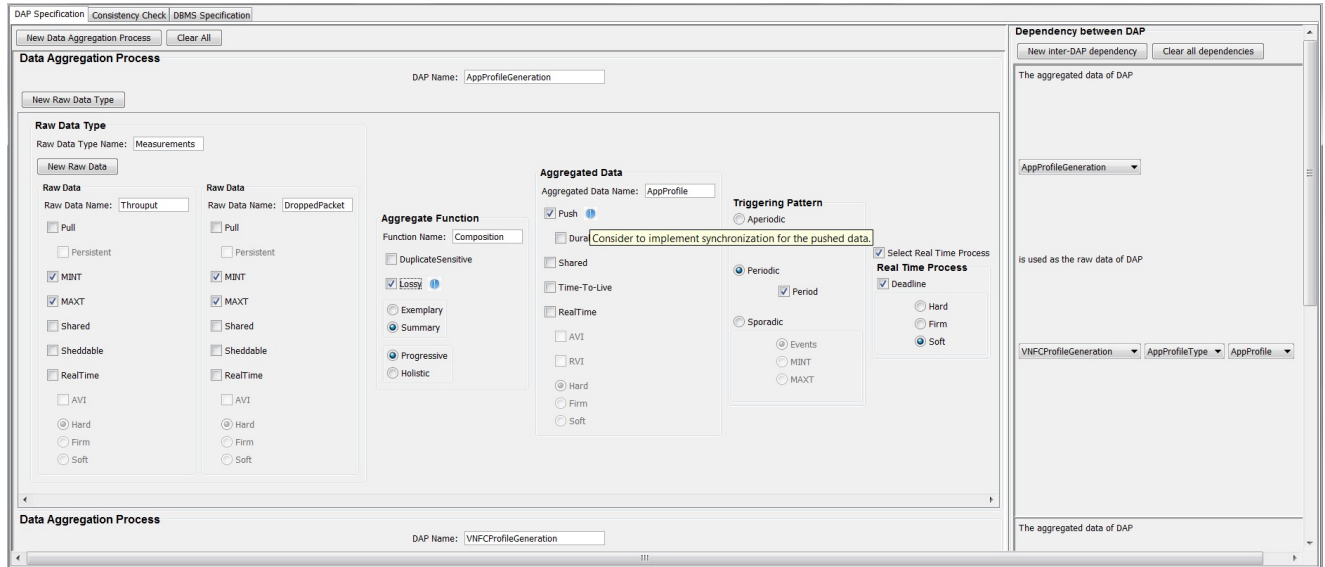 DAP Specification Consistency Check DBMS Specification
New Data Aggregation Process Clear All
Data Aggregation Process
DAP Name: AppProfileGeneration
New Raw Data Type
Raw Data Type
Raw Data Type Name: Measurements
New Raw Data
Raw Data
Raw Data Name: Throuput
Pull
Persistent
MINT
MAXT
Shared
Sheddable
RealTime
AVI
Hard
Firm
Soft
Raw Data
Raw Data Name: DroppedPacket
Pull
Persistent
MINT
MAXT
Shared
Sheddable
RealTime
AVI
Hard
Firm
Soft
Aggregate Function
Function Name: Composition
DuplicateSensitive
Lossy
Exemplary
Summary
Progressive
Holistic
Aggregated Data
Aggregated Data Name: AppProfile
Push
Dural
Consider to implement synchronization for the pushed data.
Shared
Time-To-Live
RealTime
AVI
RVI
Hard
Firm
Soft
Triggering Pattern
Aperiodic
Periodic
Period
Sporadic
Events
MINT
MAXT
Select Real Time Process
Real Time Process
Deadline
Hard
Firm
Soft
Data Aggregation Process
DAP Name: VNFCProfileGeneration
Dependency between DAP
New inter-DAP dependency Clear all dependencies
The aggregated data of DAP
AppProfileGeneration
is used as the raw data of DAP
VNFCProfileGeneration AppProfileType AppProfile
The aggregated data of DAP